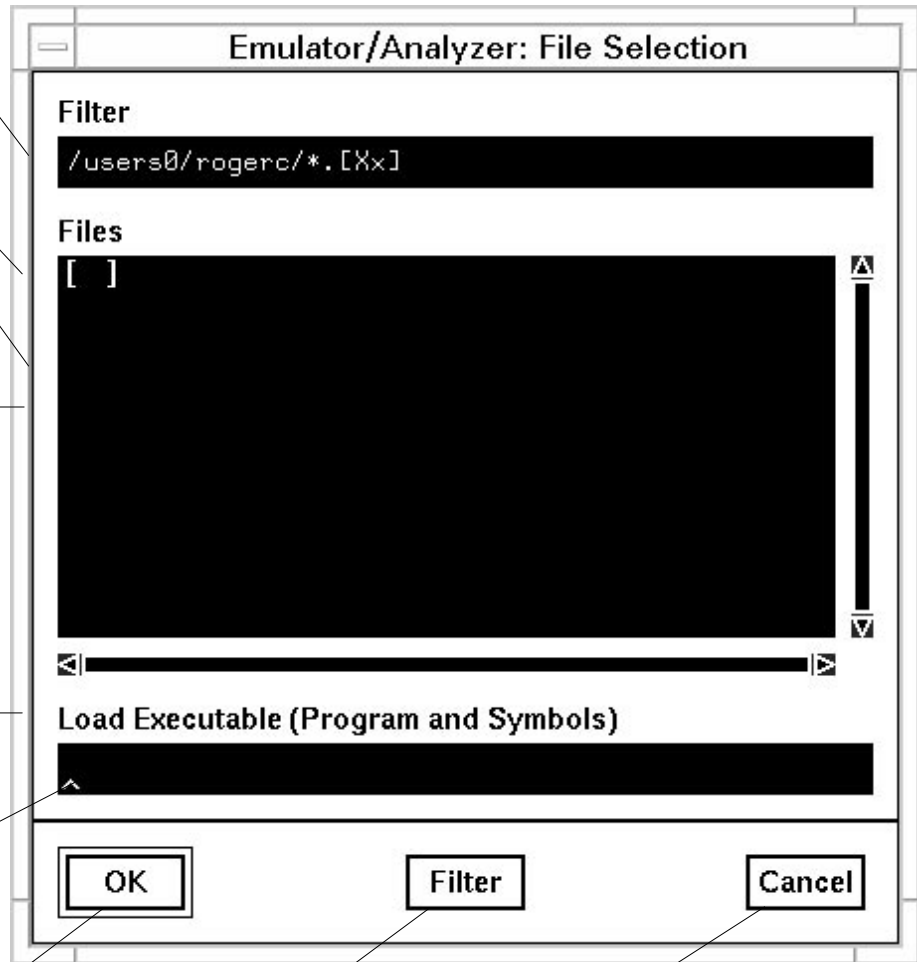 Emulator/Analyzer: File Selection
Filter
/users0/rogerc/*.[Xx]
Files
[ ]
Load Executable (Program and Symbols)
OK
Filter
Cancel